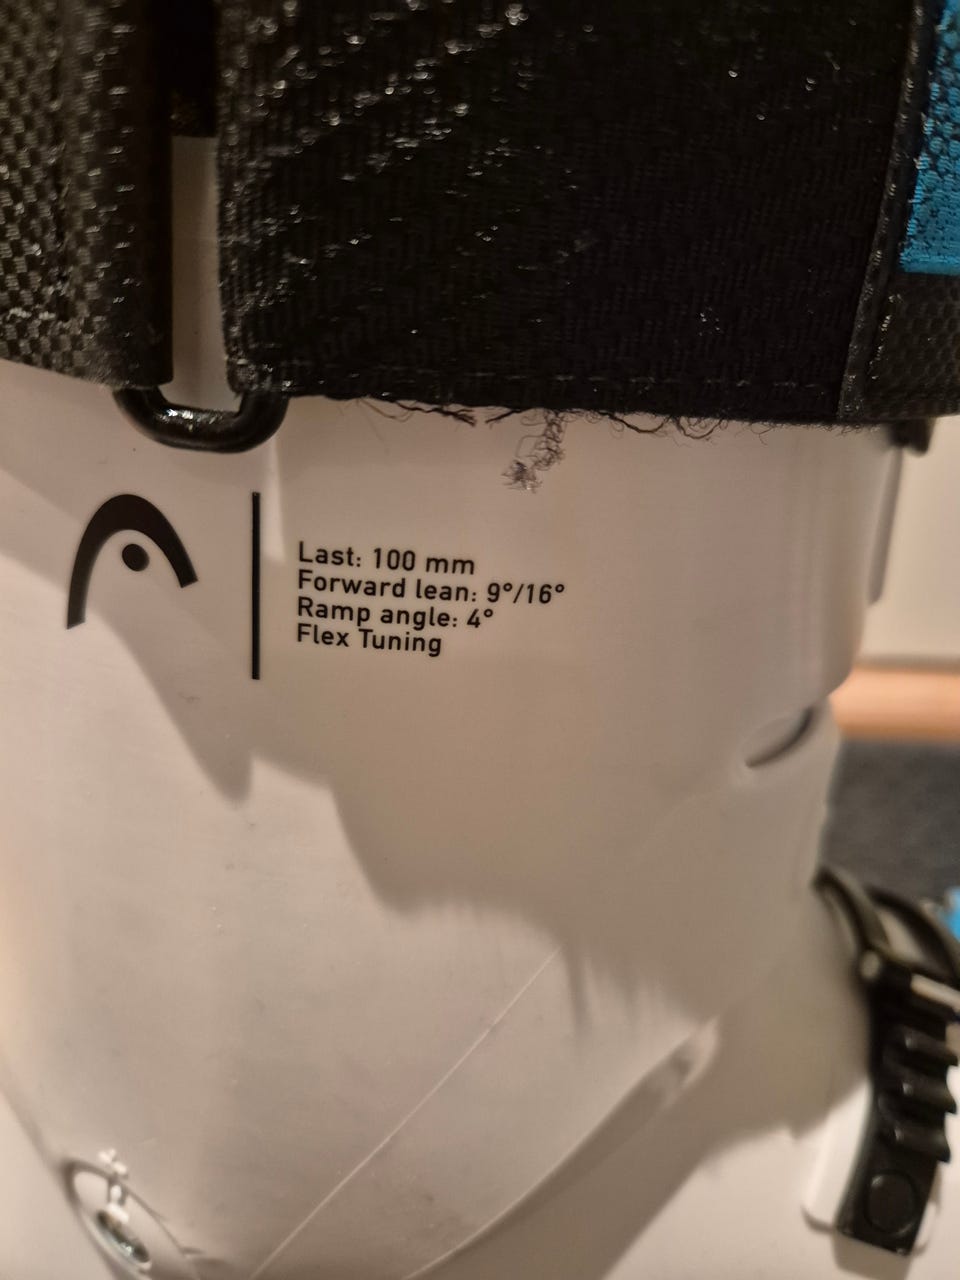 Last: 100 mm
Forward lean: 9°/16°
Ramp angle: 4°
Flex Tuning